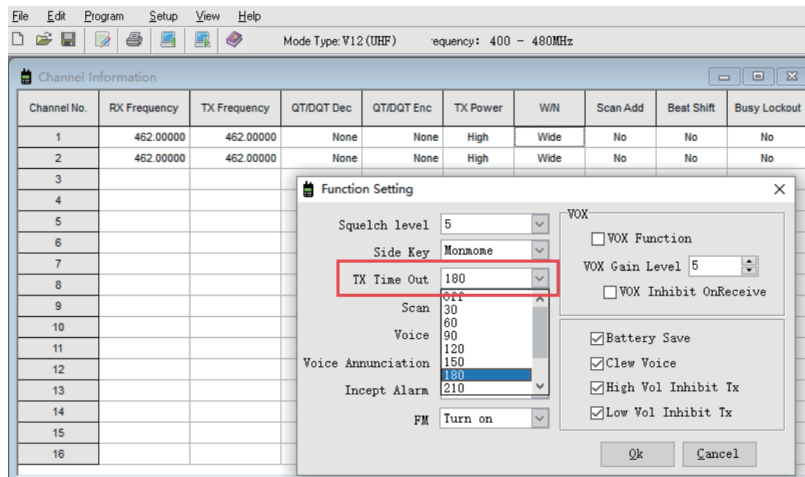 File Edit Program Setup View Help
Mode Type: V12(UHF) equency: 400 - 480MHz
Channel Information
Channel No. RX Frequency TX Frequency QT/DQT Dec QT/DQT Enc TX Power W/N Scan Add Beat Shift Busy Lockout
1 462.00000 462.00000 None None High Wide No No No
2 462.00000 462.00000 None None High Wide No No No
3
4
5
6
7
8
9
10
11
12
13
14
15
16
Function Setting
Squelch level 5
Side Key Monmome
TX Time Out 180
Off
30
Scan
60
Voice 90
120
Voice Annunciation 150
180
Incept Alarm 210
FM Turn on
VOX
VOX Function
VOX Gain Level 5
VOX Inhibit OnReceive
Battery Save
Clew Voice
High Vol Inhibit Tx
Low Vol Inhibit Tx
Ok Cancel